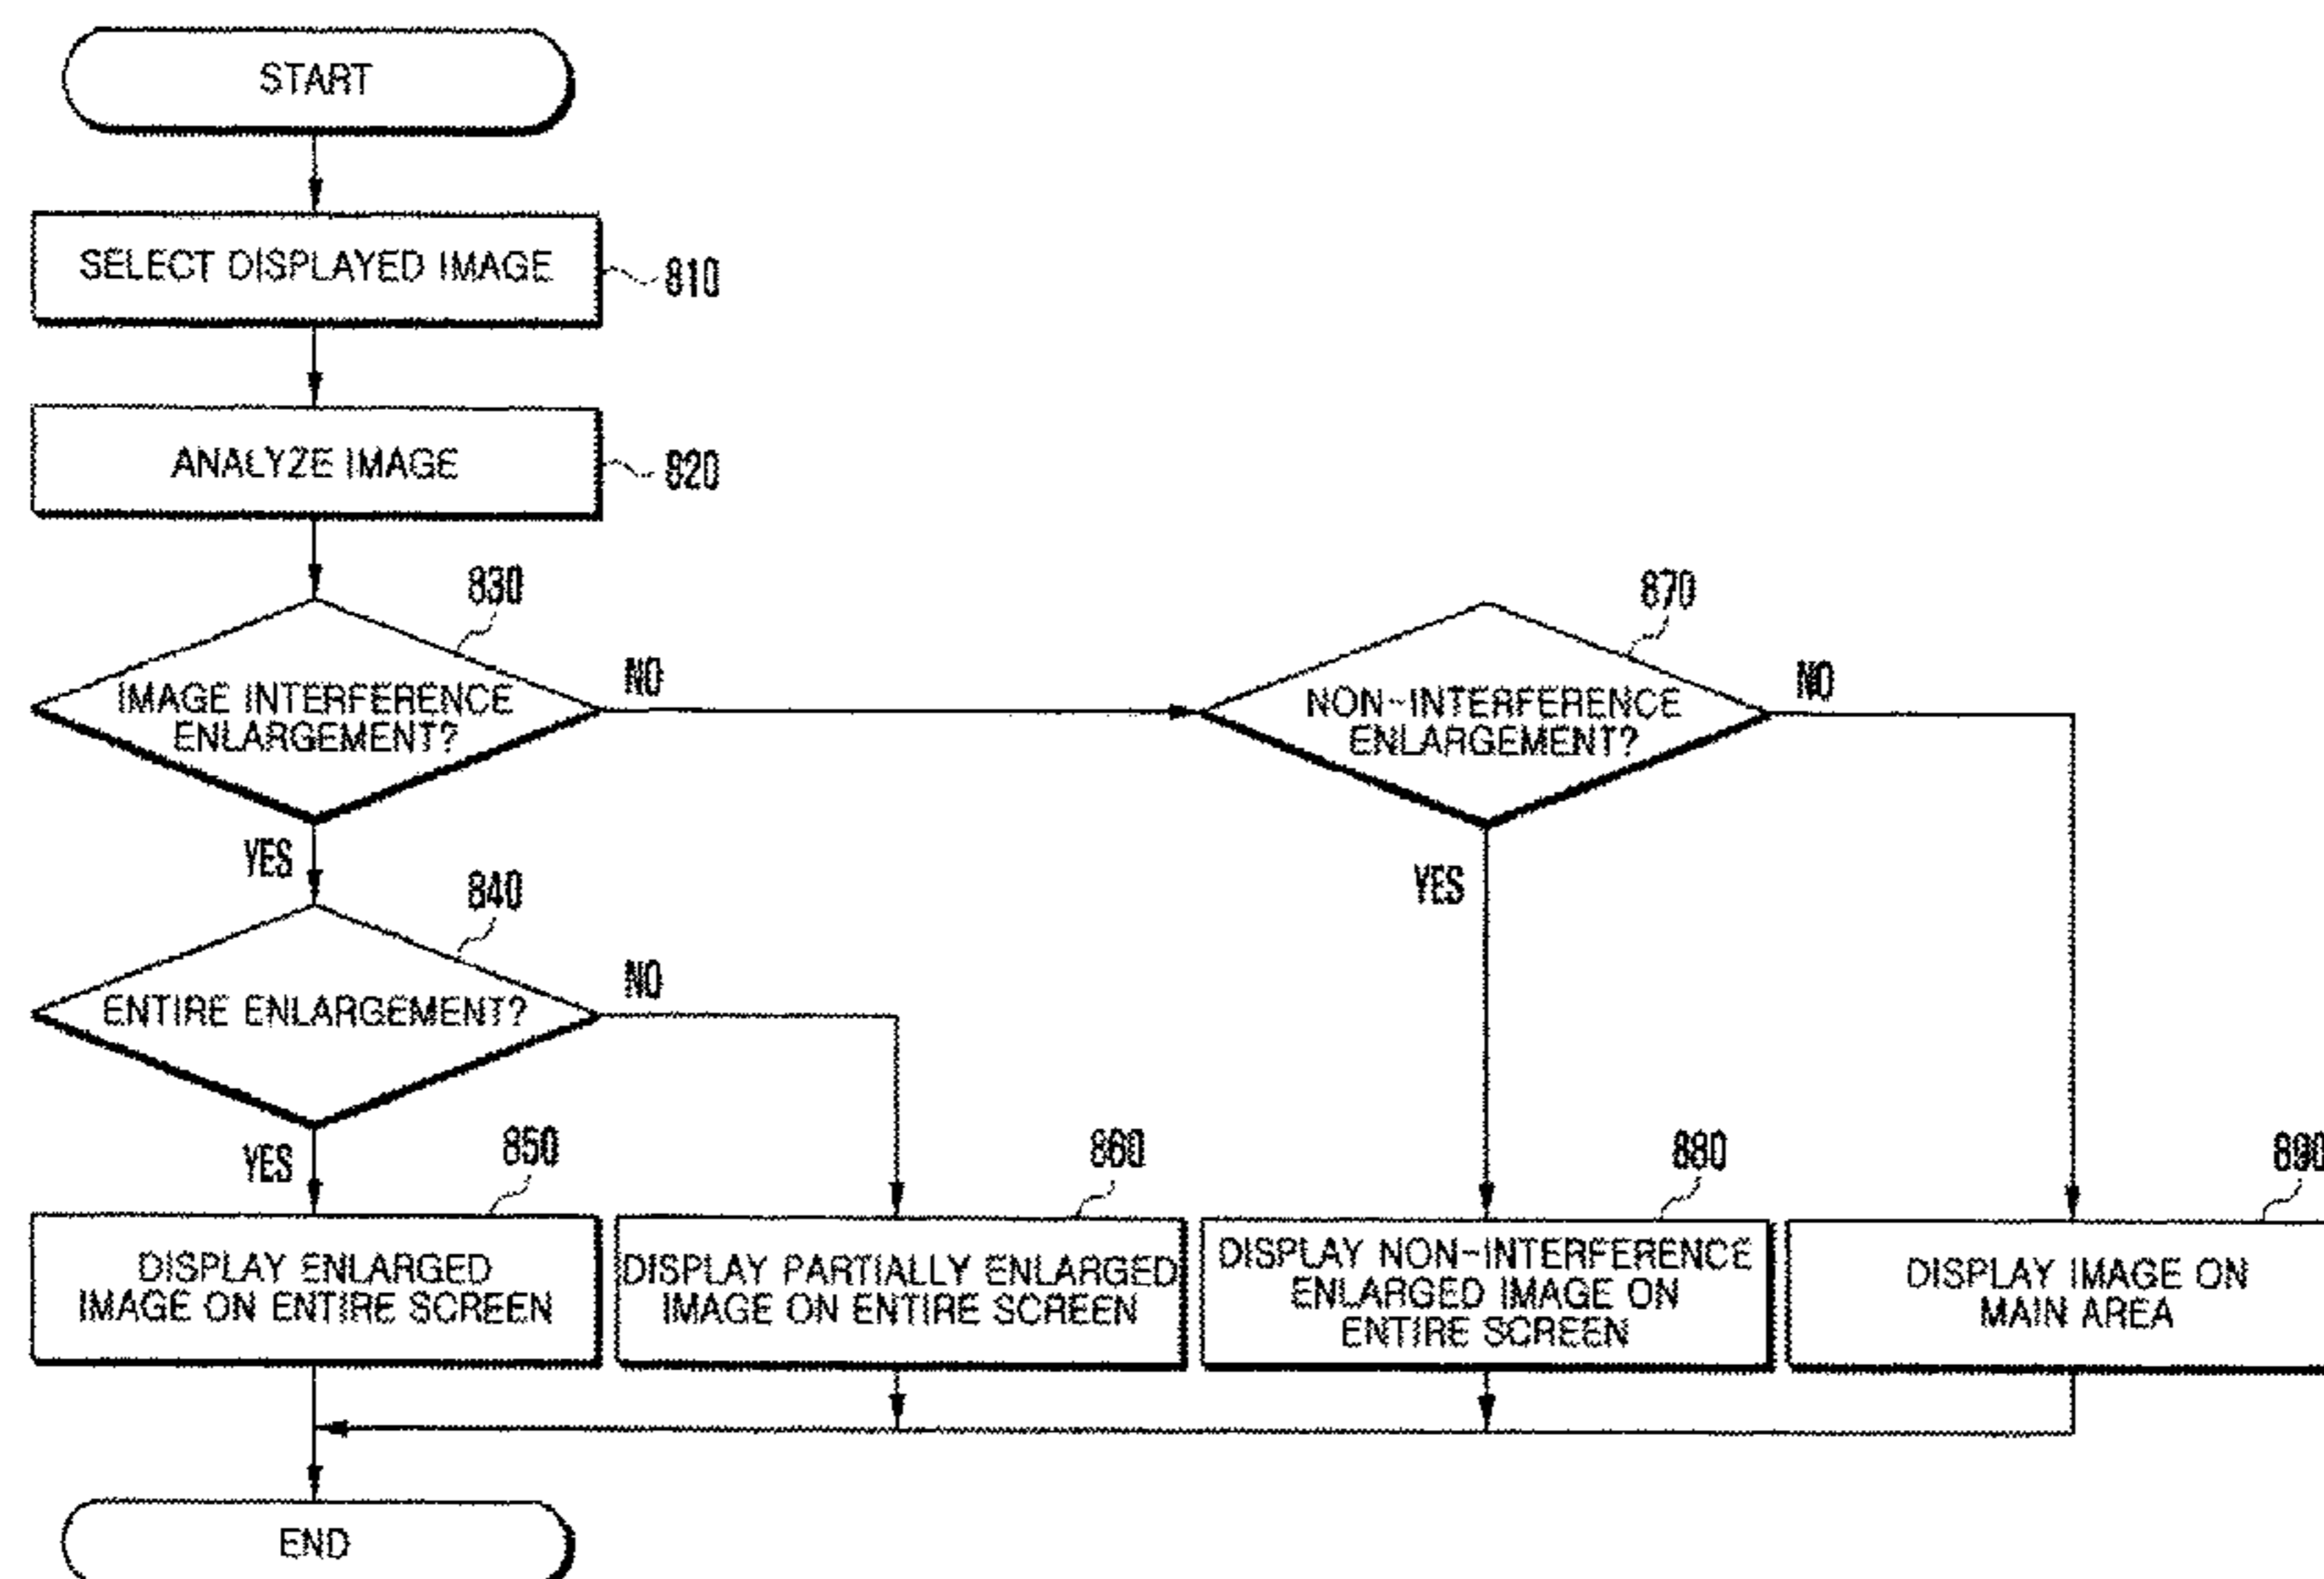 START
SELECT DISPLAYED IMAGE
810
ANALYZE IMAGE
820
830
IMAGE INTERFERENCE
ENLARGEMENT?
NO
870
NON-INTERFERENCE
ENLARGEMENT?
NO
YES
YES
840
ENTIRE ENLARGEMENT?
NO
YES
850
DISPLAY ENLARGED
IMAGE ON ENTIRE SCREEN
860
DISPLAY PARTIALLY ENLARGED
IMAGE ON ENTIRE SCREEN
880
DISPLAY NON-INTERFERENCE
ENLARGED IMAGE ON
ENTIRE SCREEN
890
DISPLAY IMAGE ON
MAIN AREA
END